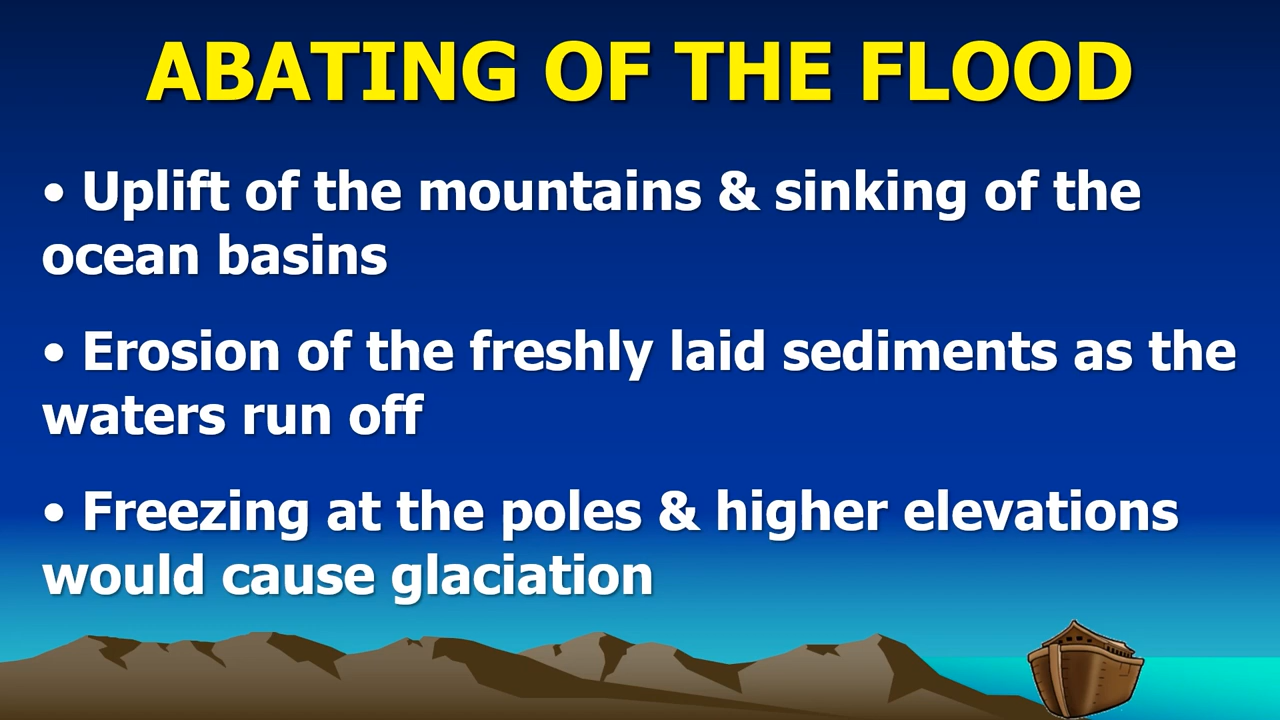 ABATING OF THE FLOOD
• Uplift of the mountains & sinking of the
ocean basins
• Erosion of the freshly laid sediments as the
waters run off
• Freezing at the poles & higher elevations
would cause glaciation